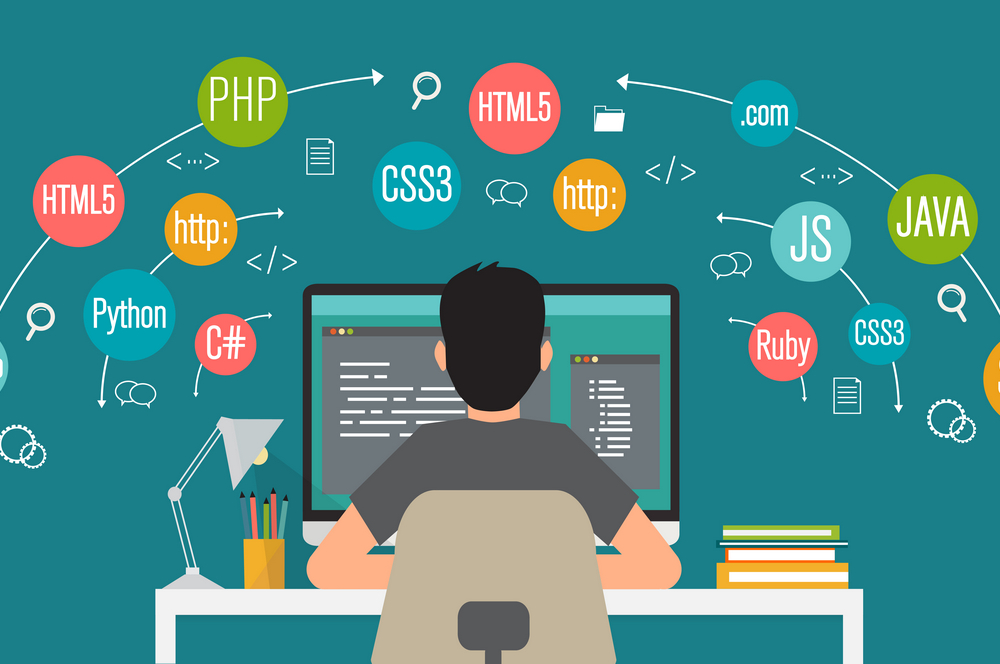 PHP
HTML5
.com
CSS3
http:
<...>
</>
<...>
HTML5
http:
JS
JAVA
</>
Python
C#
Ruby
CSS3